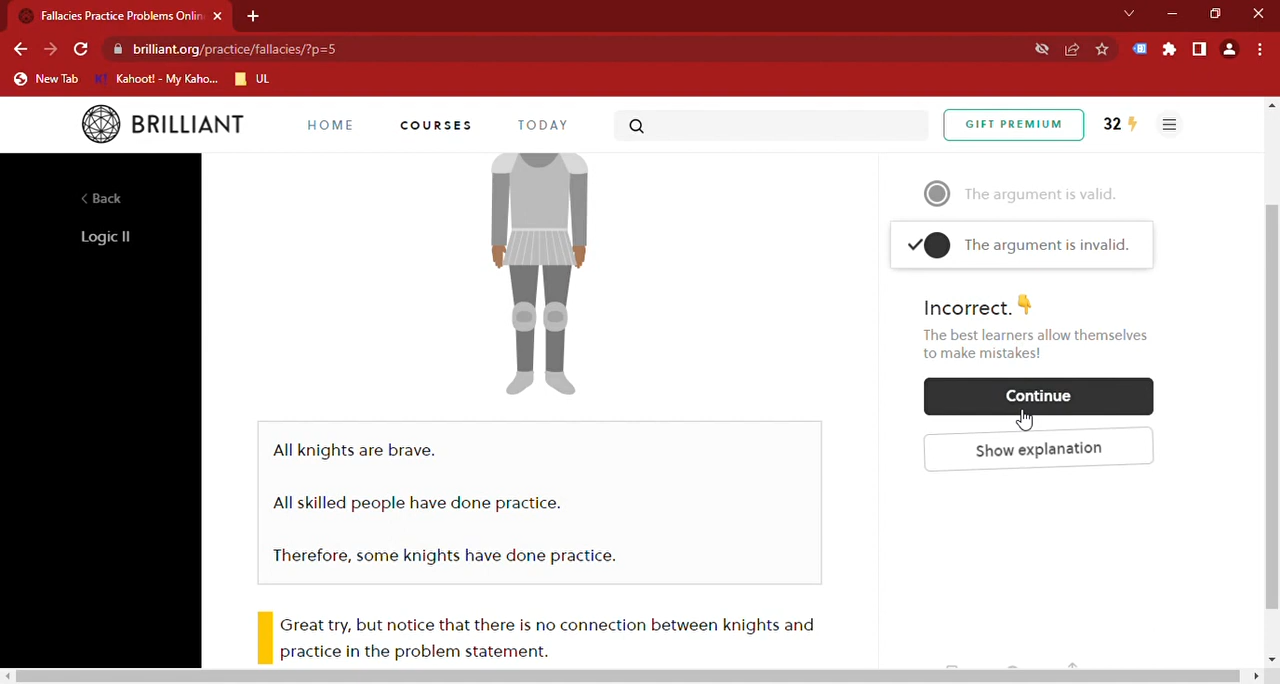 Fallacies Practice Problems Onlin
brilliant.org/practice/fallacies/?p=5
New Tab
K! Kahoot! - My Kaho...
UL
BRILLIANT
HOME
COURSES
TODAY
GIFT PREMIUM
32
< Back
Logic II
The argument is valid.
The argument is invalid.
Incorrect.
The best learners allow themselves
to make mistakes!
Continue
Show explanation
All knights are brave.
All skilled people have done practice.
Therefore, some knights have done practice.
Great try, but notice that there is no connection between knights and
practice in the problem statement.